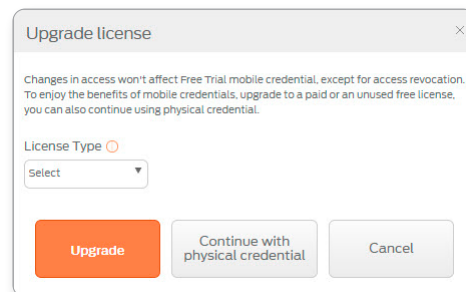 Upgrade license
Changes in access won't affect Free Trial mobile credential, except for access revocation.
To enjoy the benefits of mobile credentials, upgrade to a paid or an unused free license,
you can also continue using physical credential.
License Type
Select
Upgrade
Continue with
physical credential
Cancel